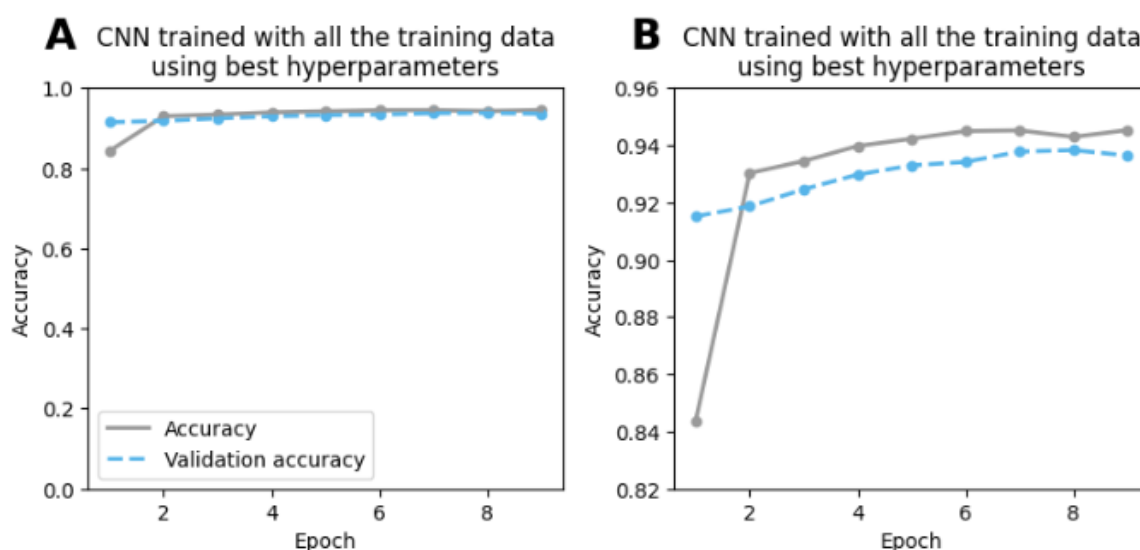 A
CNN trained with all the training data
using best hyperparameters
1.0
0.8
0.6
0.4
0.2
0.0
Accuracy
Accuracy
Validation accuracy
2
4
6
8
Epoch
B
CNN trained with all the training data
using best hyperparameters
0.96
0.94
0.92
0.90
0.88
0.86
0.84
0.82
Accuracy
2
4
6
8
Epoch